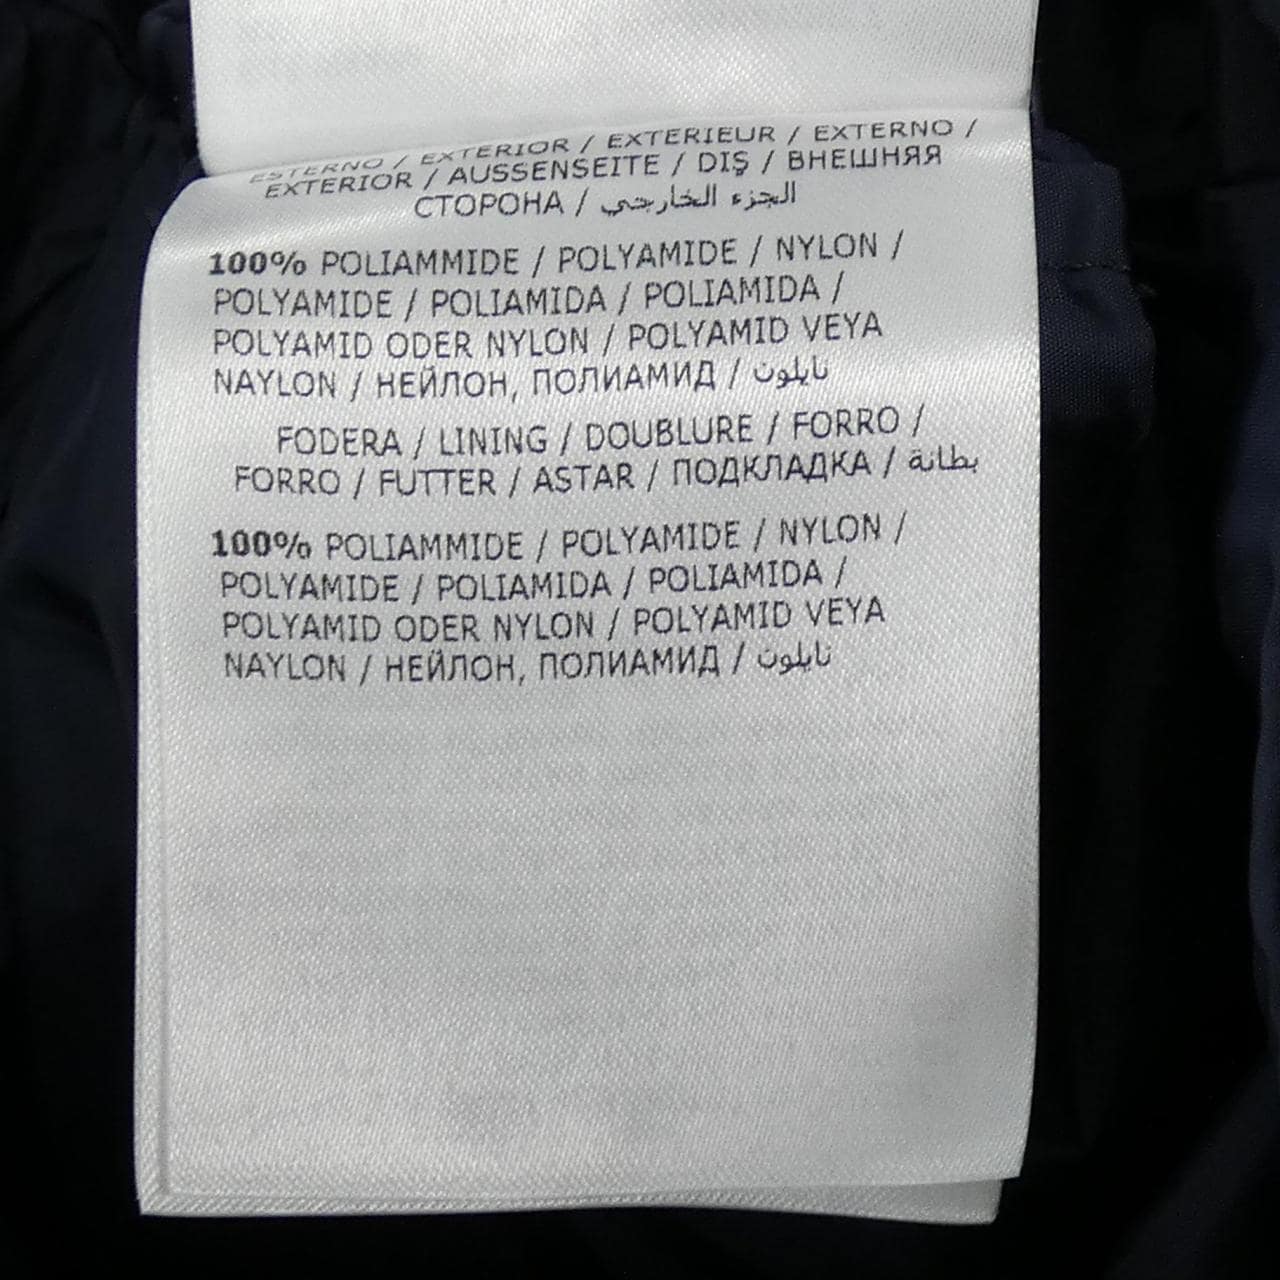 ESTERNO / EXTERIOR / EXTERIEUR / EXTERNO /
EXTERIOR / AUSSENSEITE / DIŞ / ВНЕШНЯЯ
СТОРОНА / الجزء الخارجي
100% POLIAMMIDE / POLYAMIDE / NYLON /
POLYAMIDE / POLIAMIDA / POLIAMIDA /
POLYAMID ODER NYLON / POLYAMID VEYA
NAYLON / НЕЙЛОН, ПОЛИАМИД / نايلون
FODERA / LINING / DOUBLURE / FORRO /
FORRO / FUTTER / ASTAR / ПОДКЛАДКА / بطانة
100% POLIAMMIDE / POLYAMIDE / NYLON /
POLYAMIDE / POLIAMIDA / POLIAMIDA /
POLYAMID ODER NYLON / POLYAMID VEYA
NAYLON / НЕЙЛОН, ПОЛИАМИД / نايلون